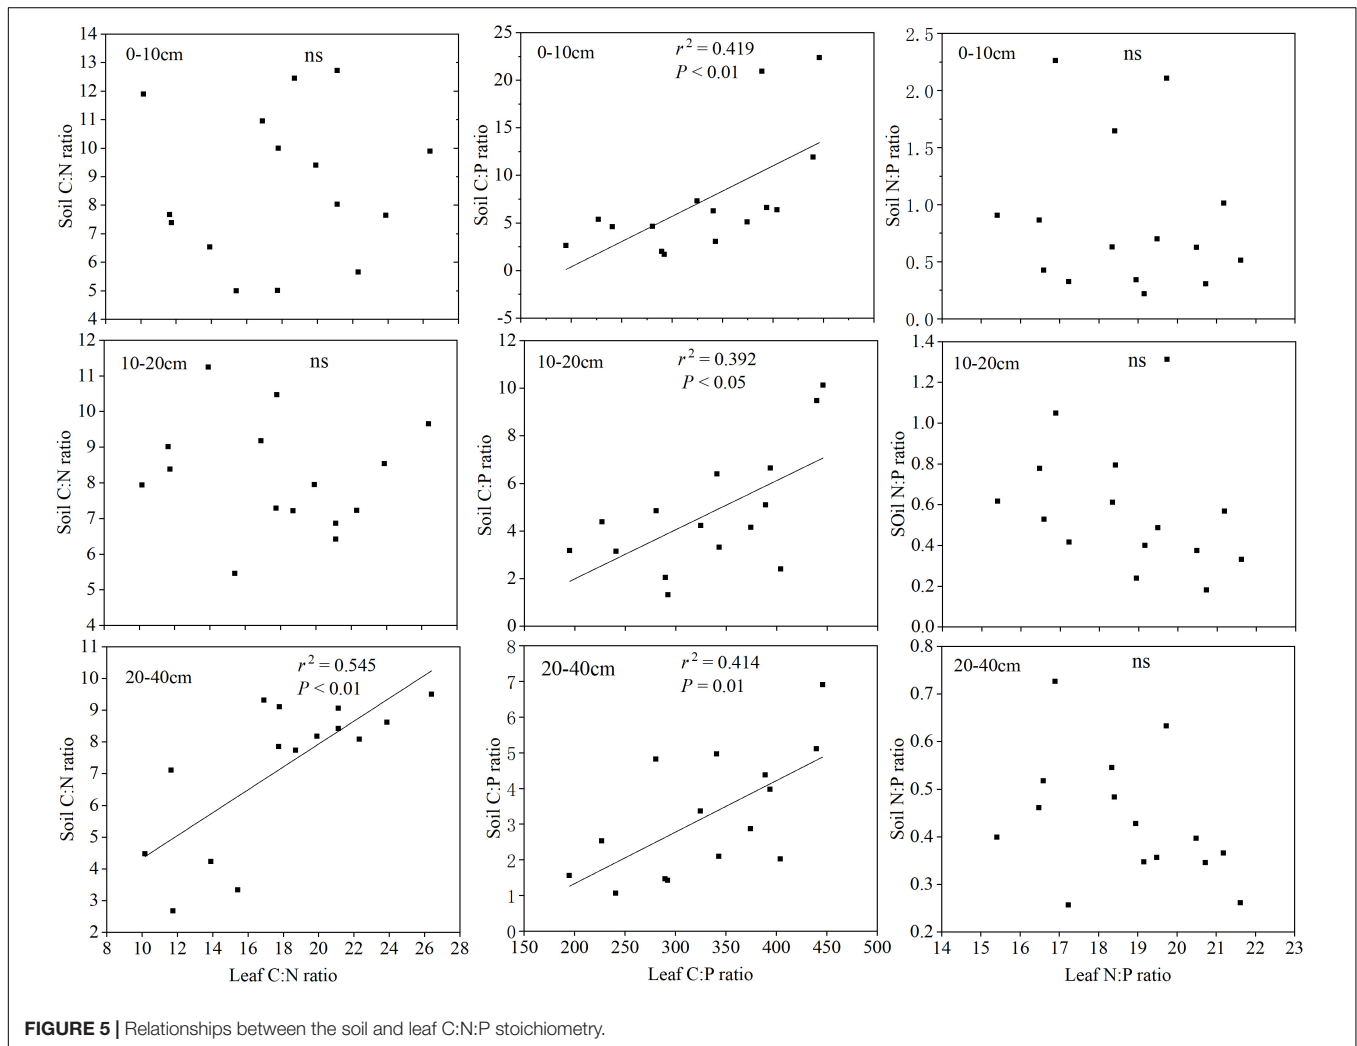 0-10cm
ns
Soil C:N ratio
14
13
12
11
10
9
8
7
6
5
4
0-10cm
r² = 0.419
P < 0.01
Soil C:P ratio
25
20
15
10
5
0
-5
0-10cm
ns
Soil N:P ratio
2.5
2.0
1.5
1.0
0.5
0.0
10-20cm
ns
Soil C:N ratio
12
11
10
9
8
7
6
5
4
10-20cm
r² = 0.392
P < 0.05
Soil C:P ratio
12
10
8
6
4
2
0
10-20cm
ns
SOil N:P ratio
1.4
1.2
1.0
0.8
0.6
0.4
0.2
0.0
20-40cm
r² = 0.545
P < 0.01
Soil C:N ratio
11
10
9
8
7
6
5
4
3
2
8 10 12 14 16 18 20 22 24 26 28
Leaf C:N ratio
20-40cm
r² = 0.414
P = 0.01
Soil C:P ratio
8
7
6
5
4
3
2
1
0
150 200 250 300 350 400 450 500
Leaf C:P ratio
20-40cm
ns
Soil N:P ratio
0.8
0.7
0.6
0.5
0.4
0.3
0.2
14 15 16 17 18 19 20 21 22 23
Leaf N:P ratio
FIGURE 5 | Relationships between the soil and leaf C:N:P stoichiometry.